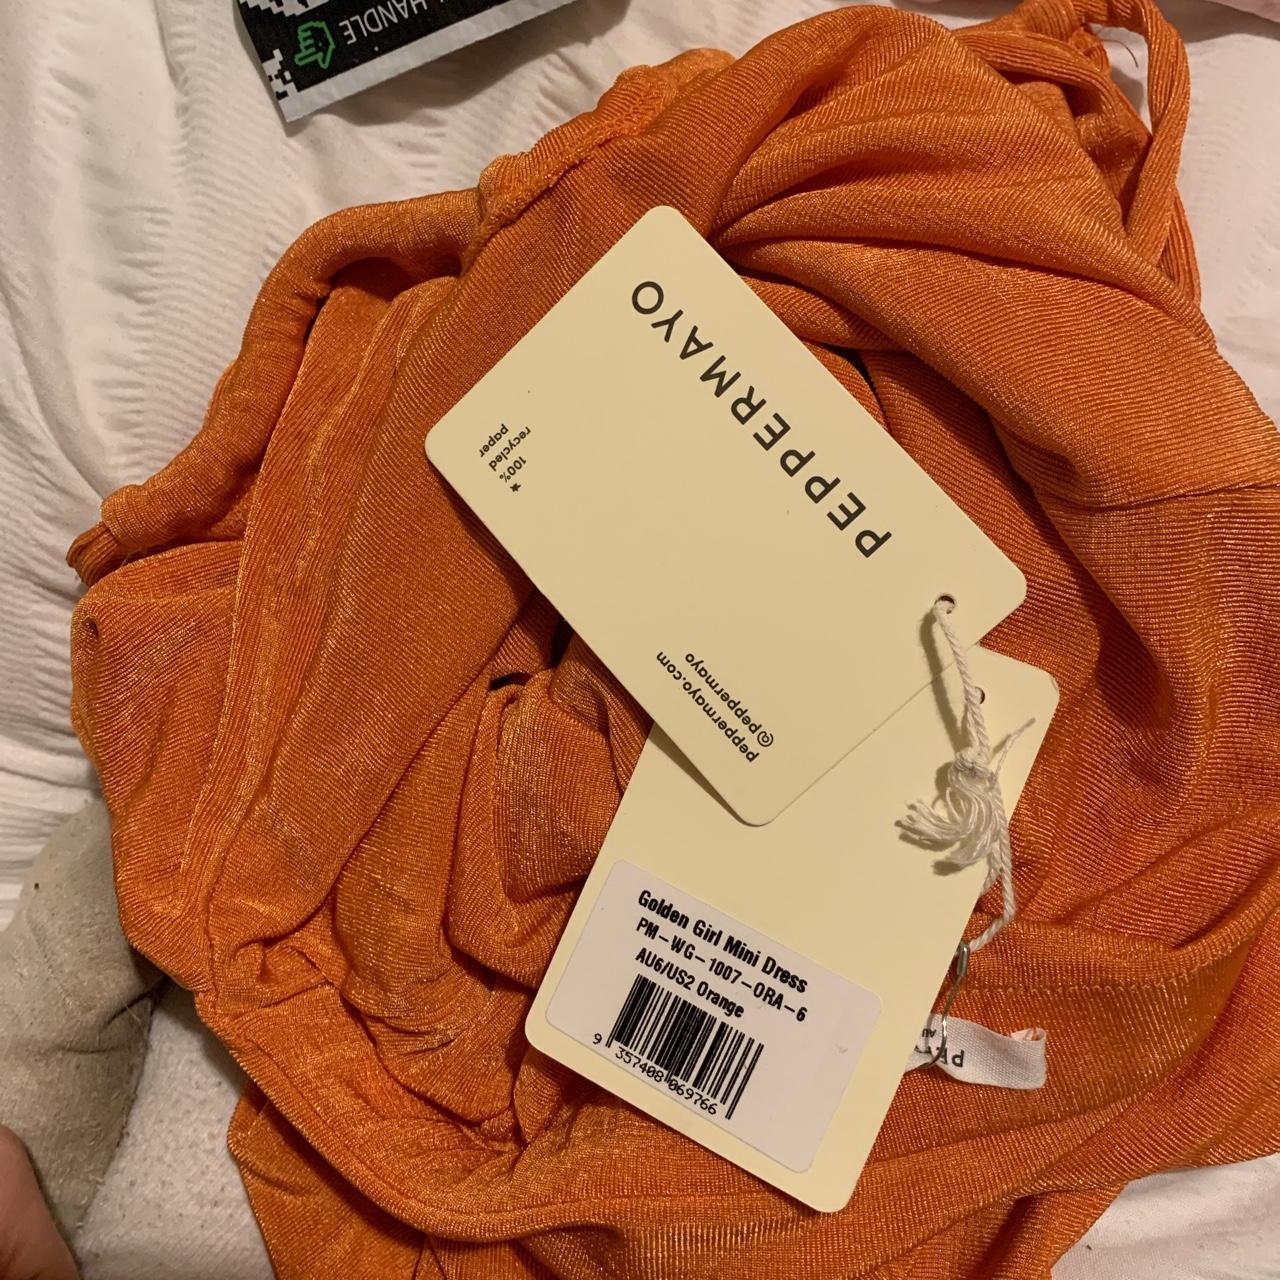 HANDLE
PEPPERMAYO
★ 100%
recycled
paper
peppermayo.com
@peppermayo
Golden Girl Mini Dress
PM-WG-1007-ORA-6
AU6/US2 Orange
9 357408 069766